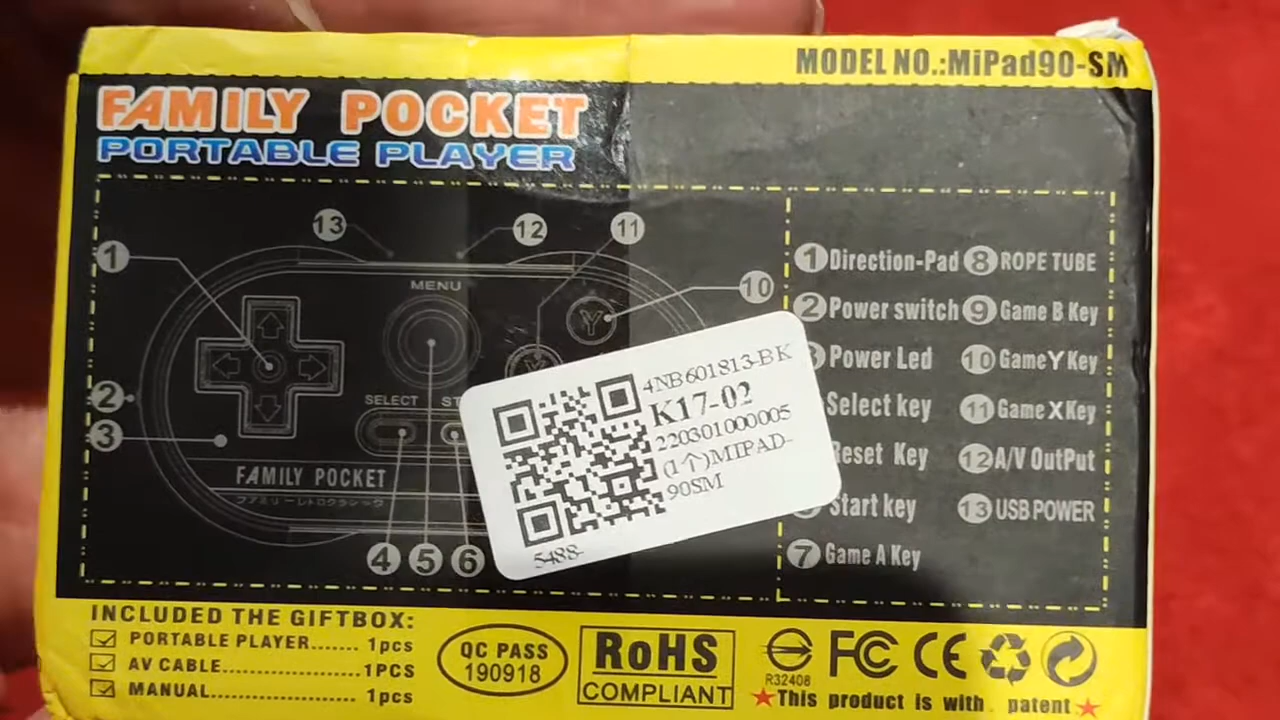 MODEL NO.:MiPad90-SM
FAMILY POCKET
PORTABLE PLAYER
13
12
11
1
10
MENU
Y
X
SELECT
ST
2
3
FAMILY POCKET
4
5
6
1 Direction-Pad
2 Power switch
Power Led
Select key
Reset Key
Start key
7 Game A Key
8 ROPE TUBE
9 Game B Key
10 Game Y Key
11 Game X Key
12 A/V OutPut
13 USB POWER
4NB601813-BK
K17-02
220301000005
(1个)MIPAD-
90SM
5488-
INCLUDED THE GIFTBOX:
PORTABLE PLAYER....... 1pcs
AV CABLE................1PCS
MANUAL.................. 1pcs
QC PASS
190918
RoHS
COMPLIANT
R32408
FC CE
This product is with. patent